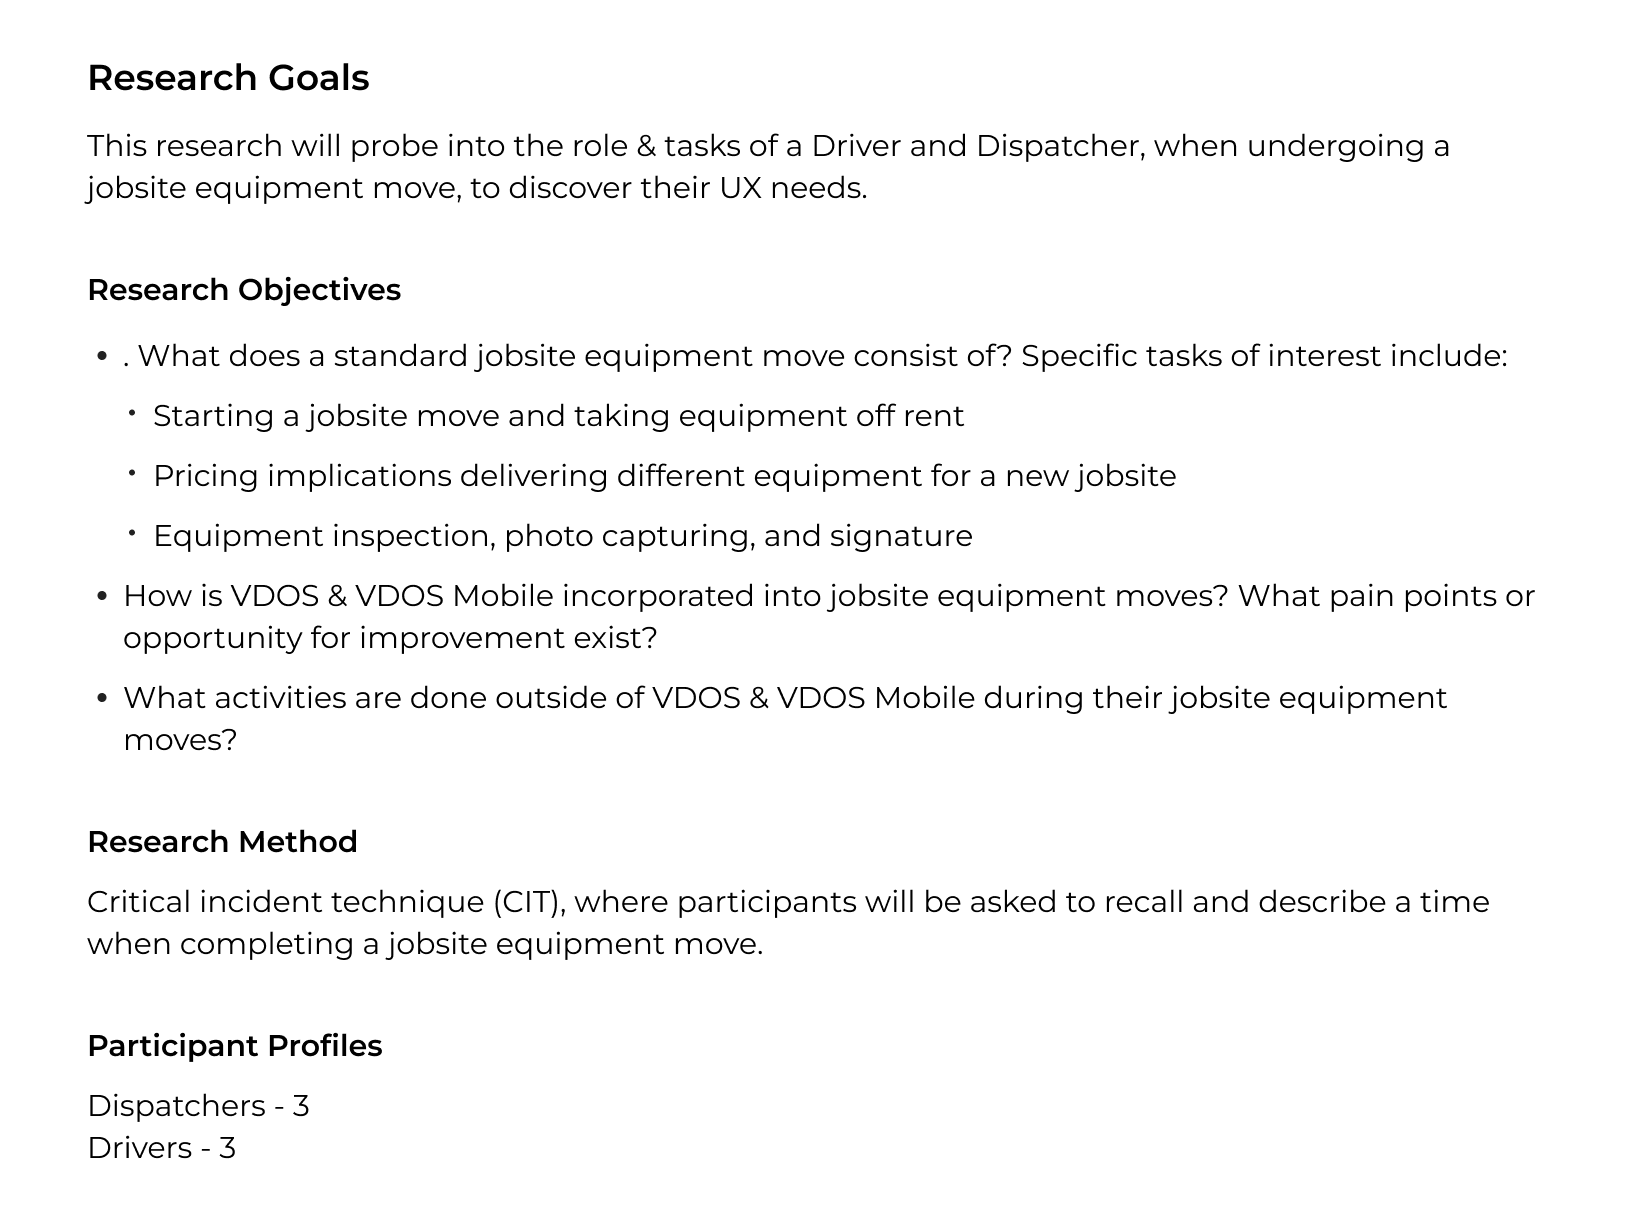 Research Goals
This research will probe into the role & tasks of a Driver and Dispatcher, when undergoing a
jobsite equipment move, to discover their UX needs.
Research Objectives
• . What does a standard jobsite equipment move consist of? Specific tasks of interest include:
• Starting a jobsite move and taking equipment off rent
• Pricing implications delivering different equipment for a new jobsite
• Equipment inspection, photo capturing, and signature
• How is VDOS & VDOS Mobile incorporated into jobsite equipment moves? What pain points or
opportunity for improvement exist?
• What activities are done outside of VDOS & VDOS Mobile during their jobsite equipment
moves?
Research Method
Critical incident technique (CIT), where participants will be asked to recall and describe a time
when completing a jobsite equipment move.
Participant Profiles
Dispatchers - 3
Drivers - 3